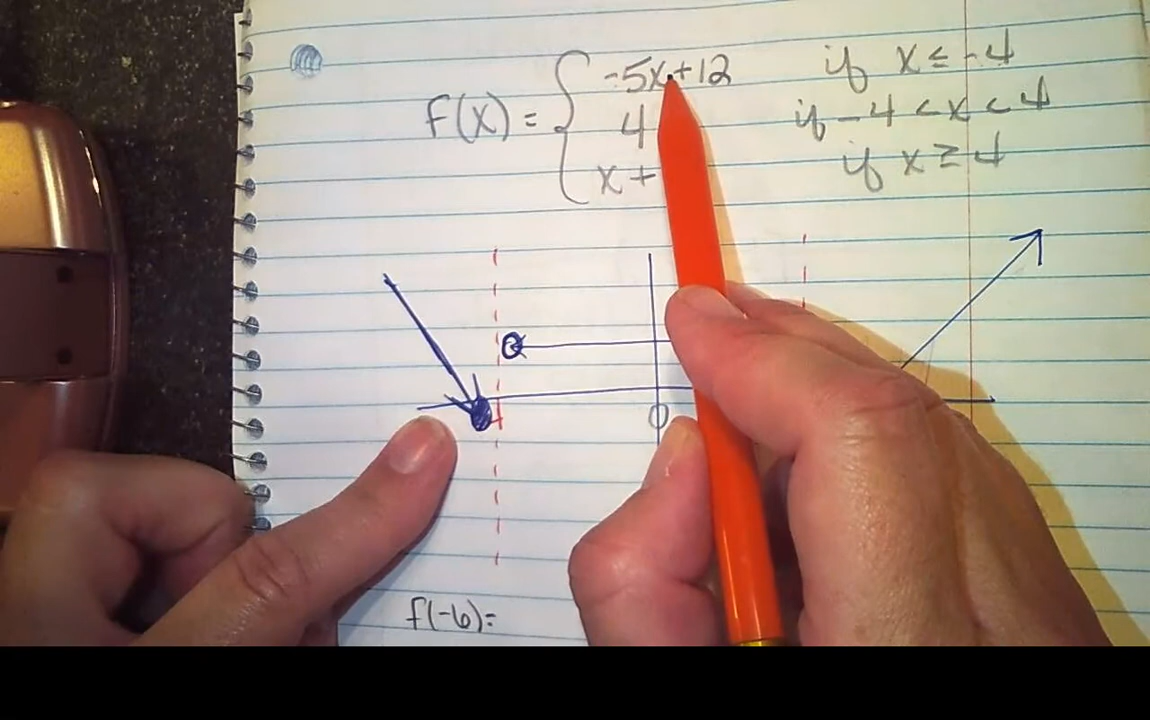 -5x+12 if x ≤ -4
f(x) = { 4 if -4 < x < 4
x + if x ≥ 4
0
f(-6)=